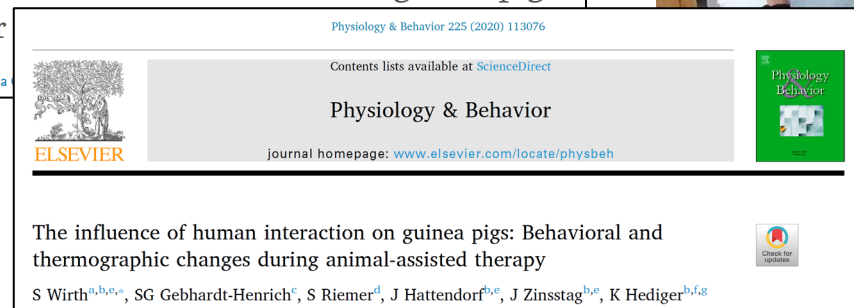 Physiology & Behavior 225 (2020) 113076
Contents lists available at ScienceDirect
Physiology & Behavior
journal homepage: www.elsevier.com/locate/physbeh
ELSEVIER
Physiology
&
Behavior
The influence of human interaction on guinea pigs: Behavioral and
thermographic changes during animal-assisted therapy
Check for
updates
S Wirtha,b,e,*, SG Gebhardt-Henrichc, S Riemerd, J Hattendorfb,e, J Zinsstagb,e, K Hedigerb,f,g